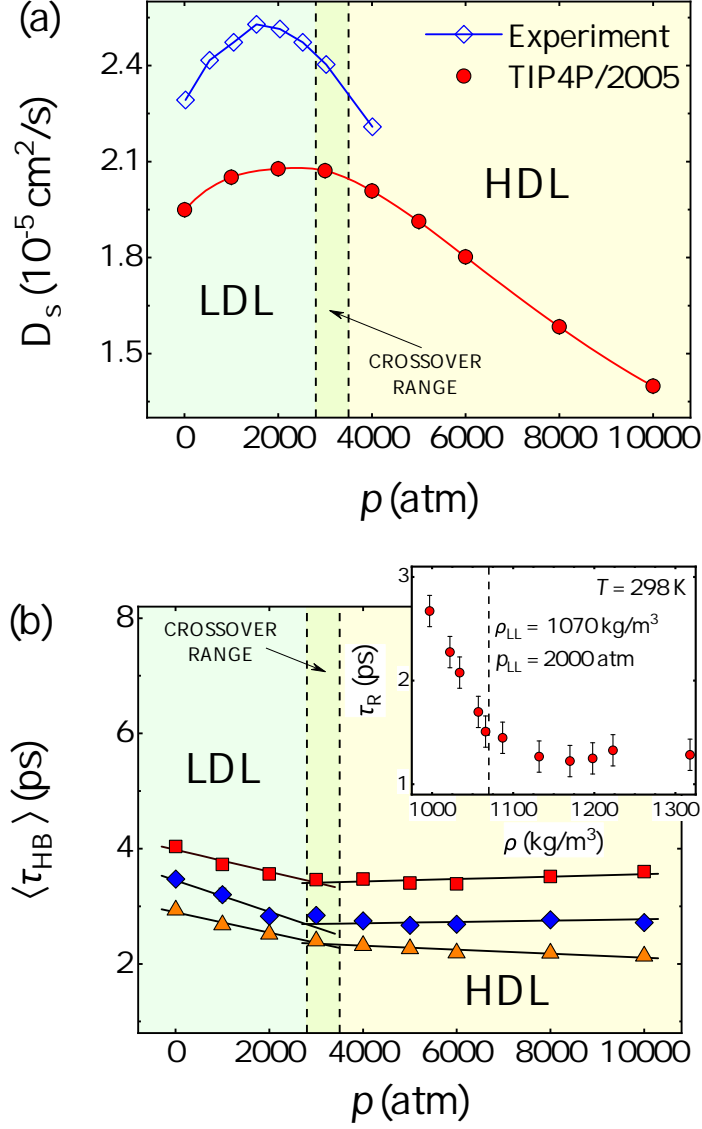 (a)
Experiment
TIP4P/2005
2.4
2.1
1.8
1.5
D_S (10^-5 cm^2/s)
LDL
HDL
CROSSOVER
RANGE
0 2000 4000 6000 8000 10000
p (atm)
(b)
8
6
4
2
⟨τ_HB⟩ (ps)
CROSSOVER
RANGE
LDL
HDL
3
2
1
τ_R (ps)
T = 298 K
ρ_LL = 1070 kg/m^3
p_LL = 2000 atm
1000 1100 1200 1300
ρ (kg/m^3)
0 2000 4000 6000 8000 10000
p (atm)